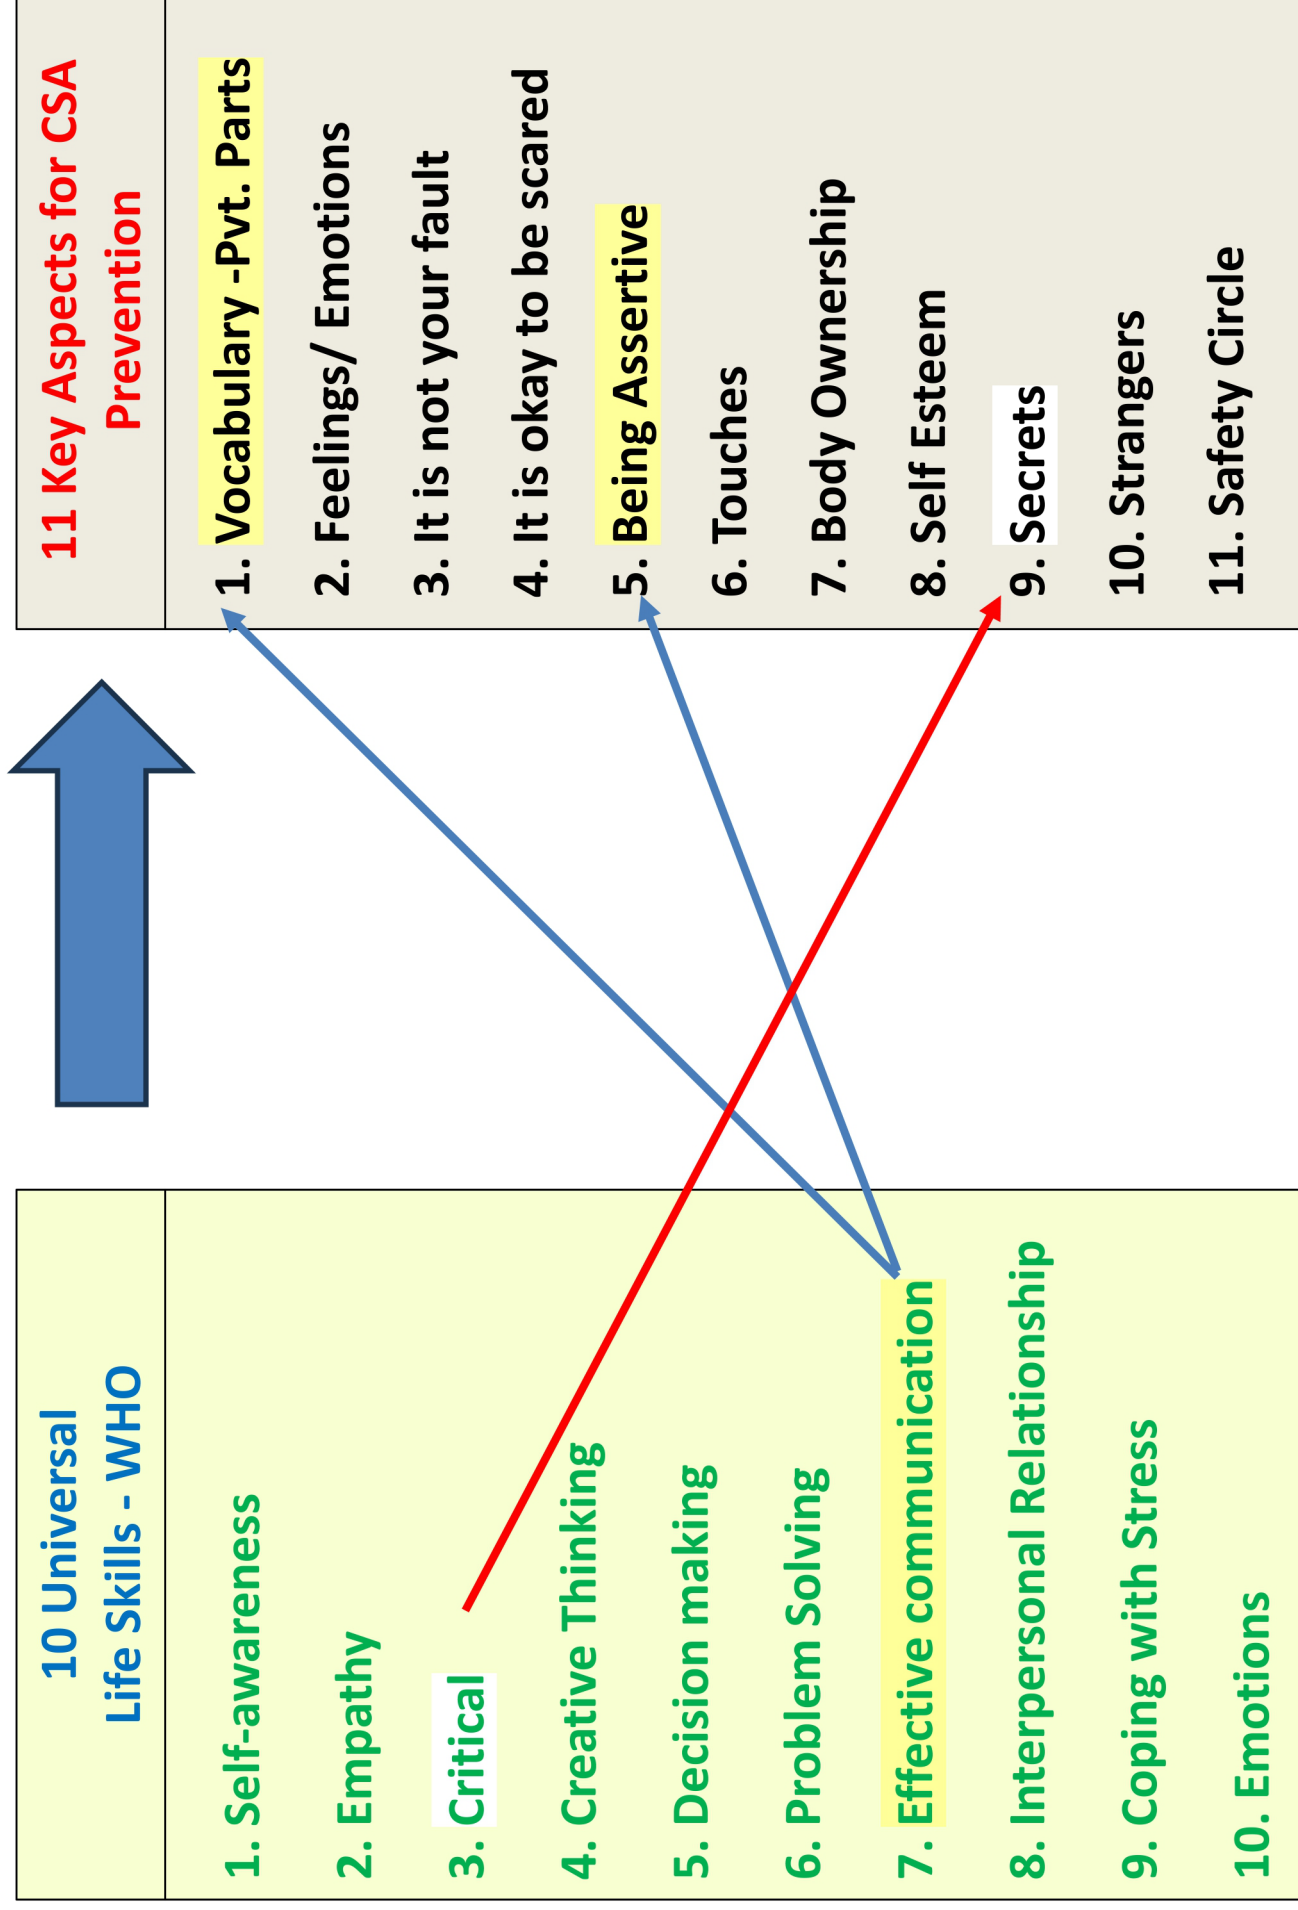 10 Universal
Life Skills - WHO
1. Self-awareness
2. Empathy
3. Critical
4. Creative Thinking
5. Decision making
6. Problem Solving
7. Effective communication
8. Interpersonal Relationship
9. Coping with Stress
10. Emotions
11 Key Aspects for CSA
Prevention
1. Vocabulary -Pvt. Parts
2. Feelings/ Emotions
3. It is not your fault
4. It is okay to be scared
5. Being Assertive
6. Touches
7. Body Ownership
8. Self Esteem
9. Secrets
10. Strangers
11. Safety Circle